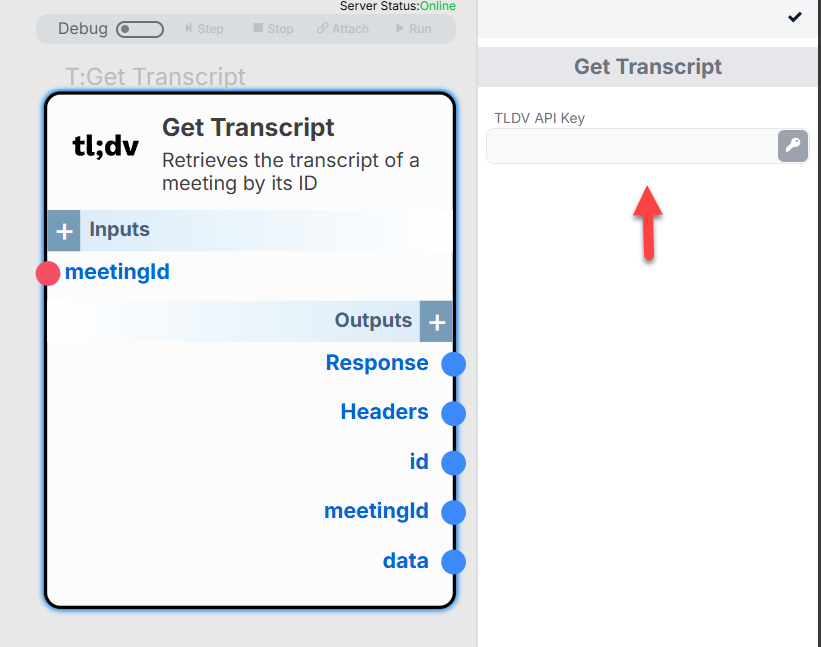 Server Status:Online
Debug Step Stop Attach Run
T:Get Transcript
tl;dv
Get Transcript
Retrieves the transcript of a
meeting by its ID
+ Inputs
meetingId
Outputs +
Response
Headers
id
meetingId
data
Get Transcript
TLDV API Key